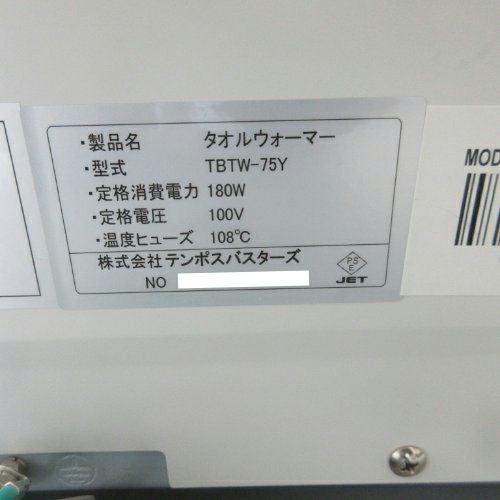 ・製品名 タオルウォーマー
・型式 TBTW-75Y
・定格消費電力 180W
・定格電圧 100V
・温度ヒューズ 108℃
株式会社テンポスバスターズ
NO
PS
E
JET
MOD